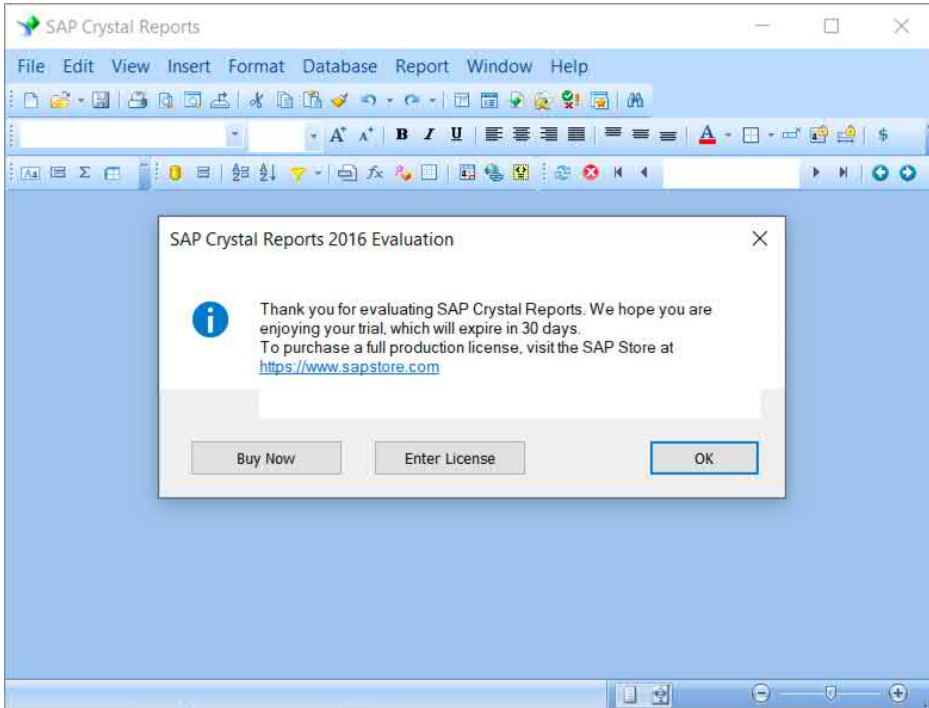 SAP Crystal Reports
File Edit View Insert Format Database Report Window Help
B I U A $
Aa
SAP Crystal Reports 2016 Evaluation
Thank you for evaluating SAP Crystal Reports. We hope you are
enjoying your trial, which will expire in 30 days.
To purchase a full production license, visit the SAP Store at
https://www.sapstore.com
Buy Now Enter License OK